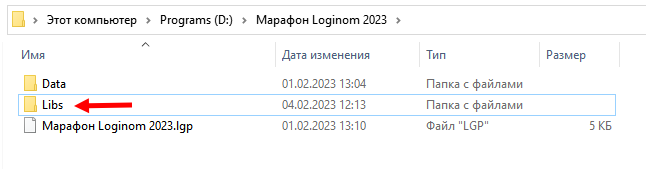 Этот компьютер > Programs (D:) > Марафон Loginom 2023 >
Имя Дата изменения Тип Размер
Data 01.02.2023 13:04 Папка с файлами
Libs 04.02.2023 12:13 Папка с файлами
Марафон Loginom 2023.lgp 01.02.2023 13:10 Файл "LGP" 5 КБ